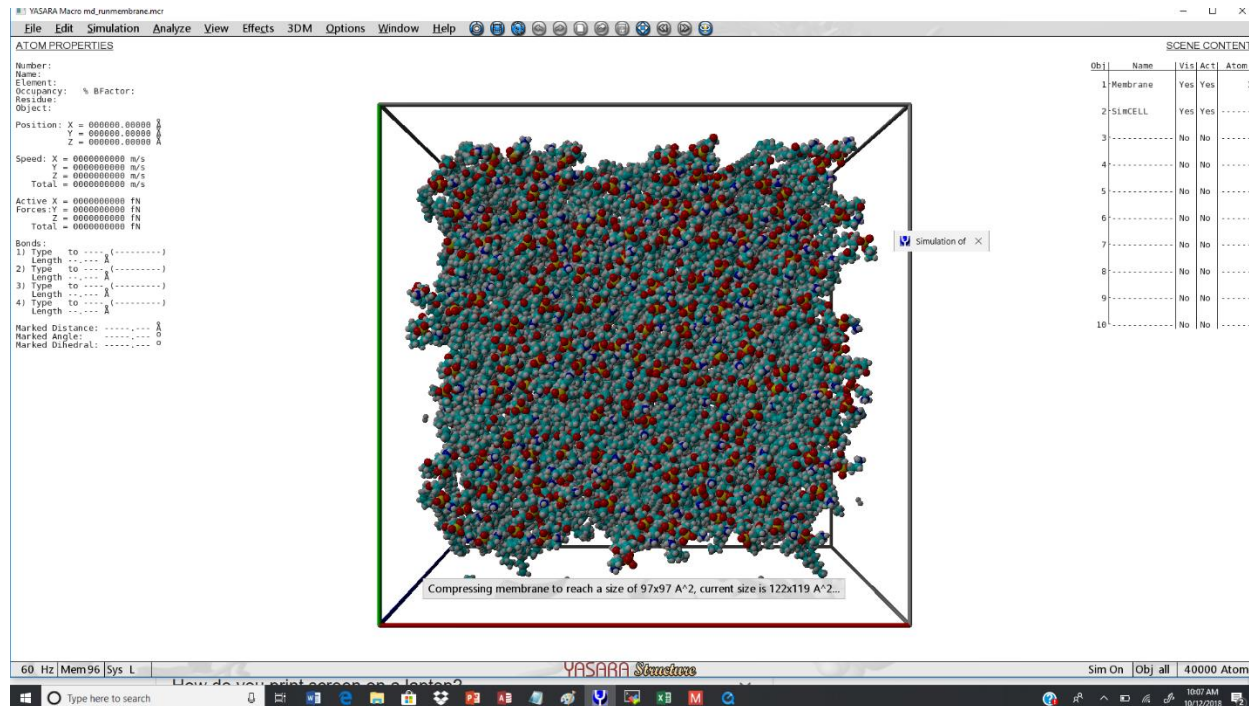 YASARA Macro md_runmembrane.mcr
File Edit Simulation Analyze View Effects 3DM Options Window Help
ATOM PROPERTIES
Number:
Name:
Element:
Occupancy: % BFactor:
Residue:
Object:
Position: X = 000000.00000 Å
Y = 000000.00000 Å
Z = 000000.00000 Å
Speed: X = 0000000000 m/s
Y = 0000000000 m/s
Z = 0000000000 m/s
Total = 0000000000 m/s
Active X = 0000000000 fN
Forces:Y = 0000000000 fN
Z = 0000000000 fN
Total = 0000000000 fN
Bonds:
1) Type to ----.(---------)
Length --.--- Å
2) Type to ----.(---------)
Length --.--- Å
3) Type to ----.(---------)
Length --.--- Å
4) Type to ----.(---------)
Length --.--- Å
Marked Distance: -----.--- Å
Marked Angle: -----.--- o
Marked Dihedral: -----.--- o
SCENE CONTENT
Obj Name Vis Act Atom
1 Membrane Yes Yes
2 SimCELL Yes Yes -----
3 ------------ No No -----
4 ------------ No No -----
5 ------------ No No -----
6 ------------ No No -----
7 ------------ No No -----
8 ------------ No No -----
9 ------------ No No -----
10 ------------ No No -----
Simulation of
Compressing membrane to reach a size of 97x97 A^2, current size is 122x119 A^2...
60 Hz Mem96 Sys L
YASARA Structure
Sim On Obj all 40000 Atom
How do you print screen on a laptop?
Type here to search
10:07 AM
10/12/2018
2